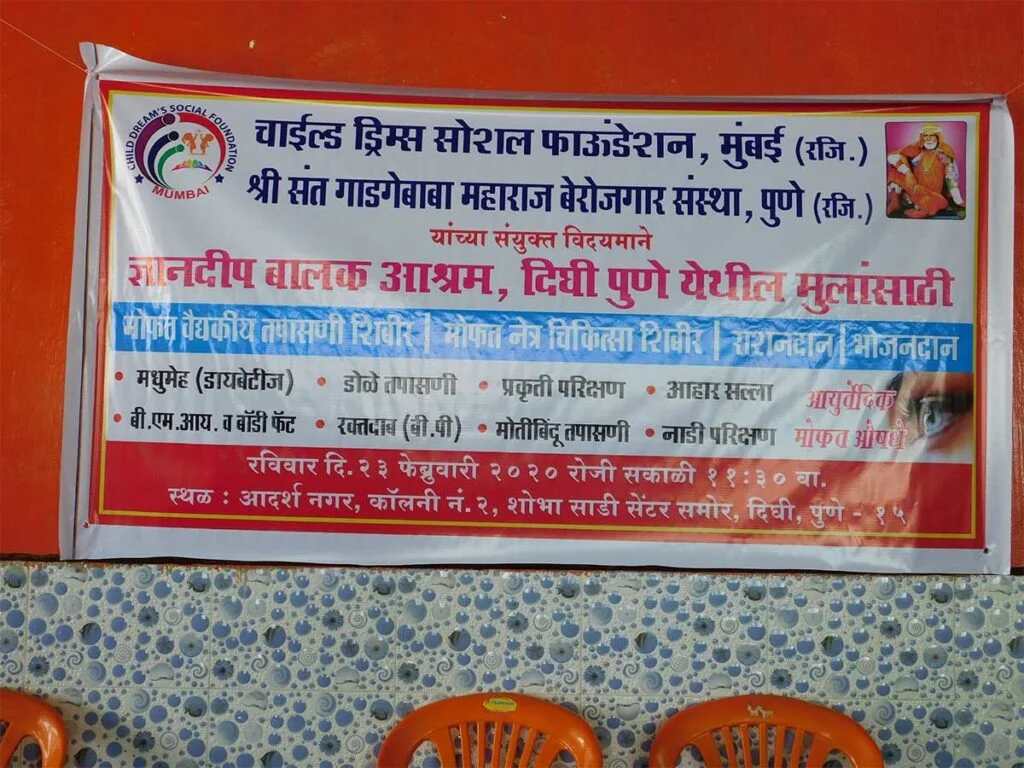 CHILD DREAM'S SOCIAL FOUNDATION
MUMBAI
चाईल्ड ड्रिम्स सोशल फाऊंडेशन, मुंबई (रजि.)
श्री संत गाडगेबाबा महाराज बेरोजगार संस्था, पुणे (रजि.)
यांच्या संयुक्त विद्यमाने
ज्ञानदीप बालक आश्रम, दिघी पुणे येथील मुलांसाठी
मोफत वैद्यकीय तपासणी शिबीर | मोफत नेत्र चिकित्सा शिबीर | राशनदान | भोजनदान
• मधुमेह (डायबेटीज) • डोळे तपासणी • प्रकृती परिक्षण • आहार सल्ला आयुर्वेदिक
• बी.एम.आय. व बॉडी फॅट • रक्तदाब (बी.पी) • मोतीबिंदू तपासणी • नाडी परिक्षण मोफत औषधे
रविवार दि.२३ फेब्रुवारी २०२० रोजी सकाळी ११:३० वा.
स्थळ : आदर्श नगर, कॉलनी नं.२, शोभा साडी सेंटर समोर, दिघी, पुणे - १५